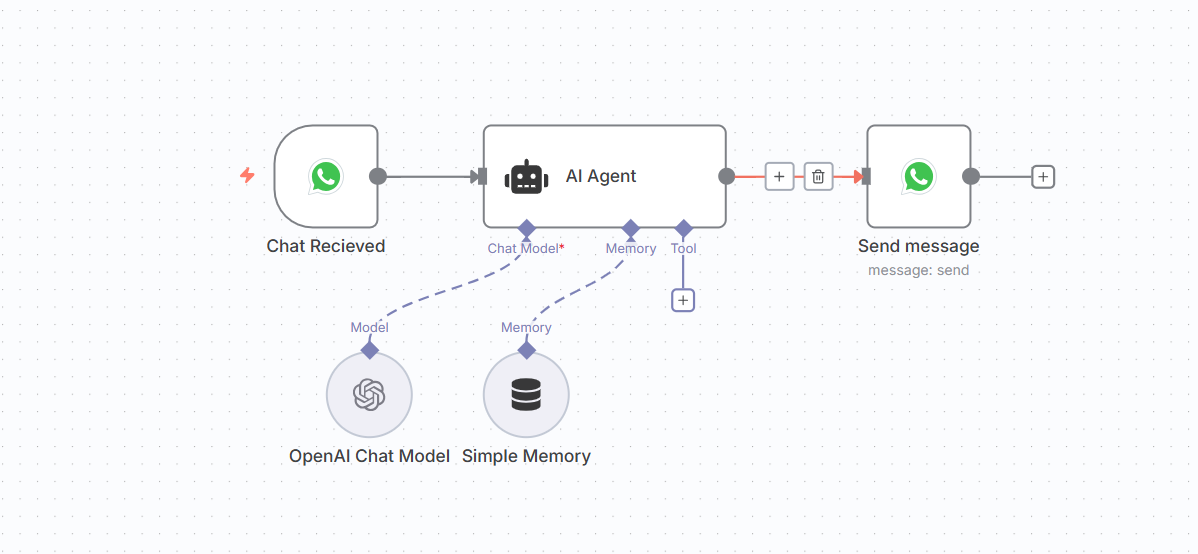 AI Agent
Chat Recieved
Chat Model*
Memory
Tool
Send message
message: send
Model
Memory
OpenAI Chat Model
Simple Memory